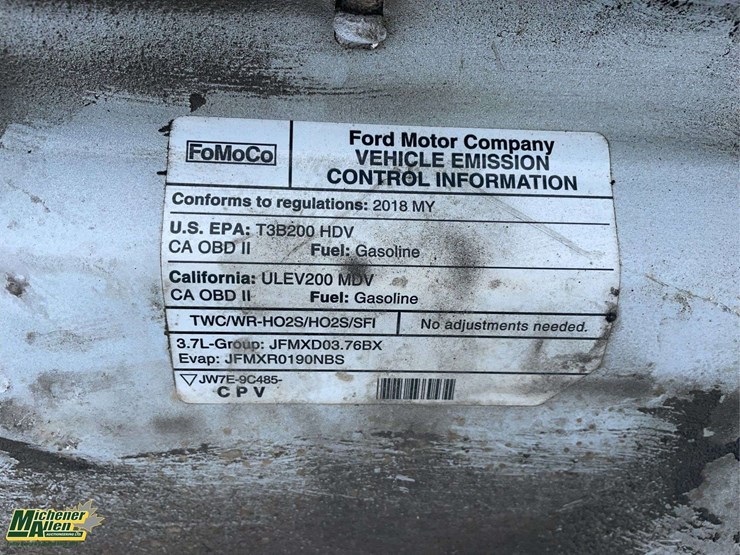 FoMoCo
Ford Motor Company
VEHICLE EMISSION
CONTROL INFORMATION
Conforms to regulations: 2018 MY
U.S. EPA: T3B200 HDV
CA OBD II Fuel: Gasoline
California: ULEV200 MDV
CA OBD II Fuel: Gasoline
TWC/WR-HO2S/HO2S/SFI No adjustments needed.
3.7L-Group: JFMXD03.76BX
Evap: JFMXR0190NBS
JW7E-9C485-
C P V
Michener
Allen
AUCTIONEERING LTD.